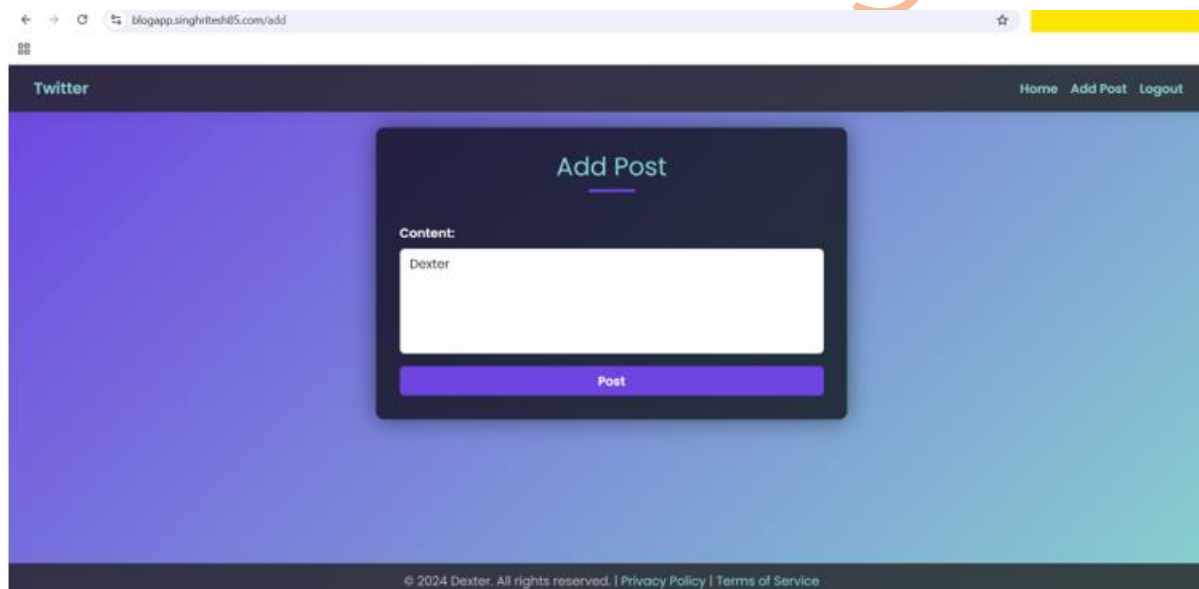 blogapp.singhritesh85.com/add
Twitter Home Add Post Logout
Add Post
Content:
Dexter
Post
© 2024 Dexter. All rights reserved. | Privacy Policy | Terms of Service